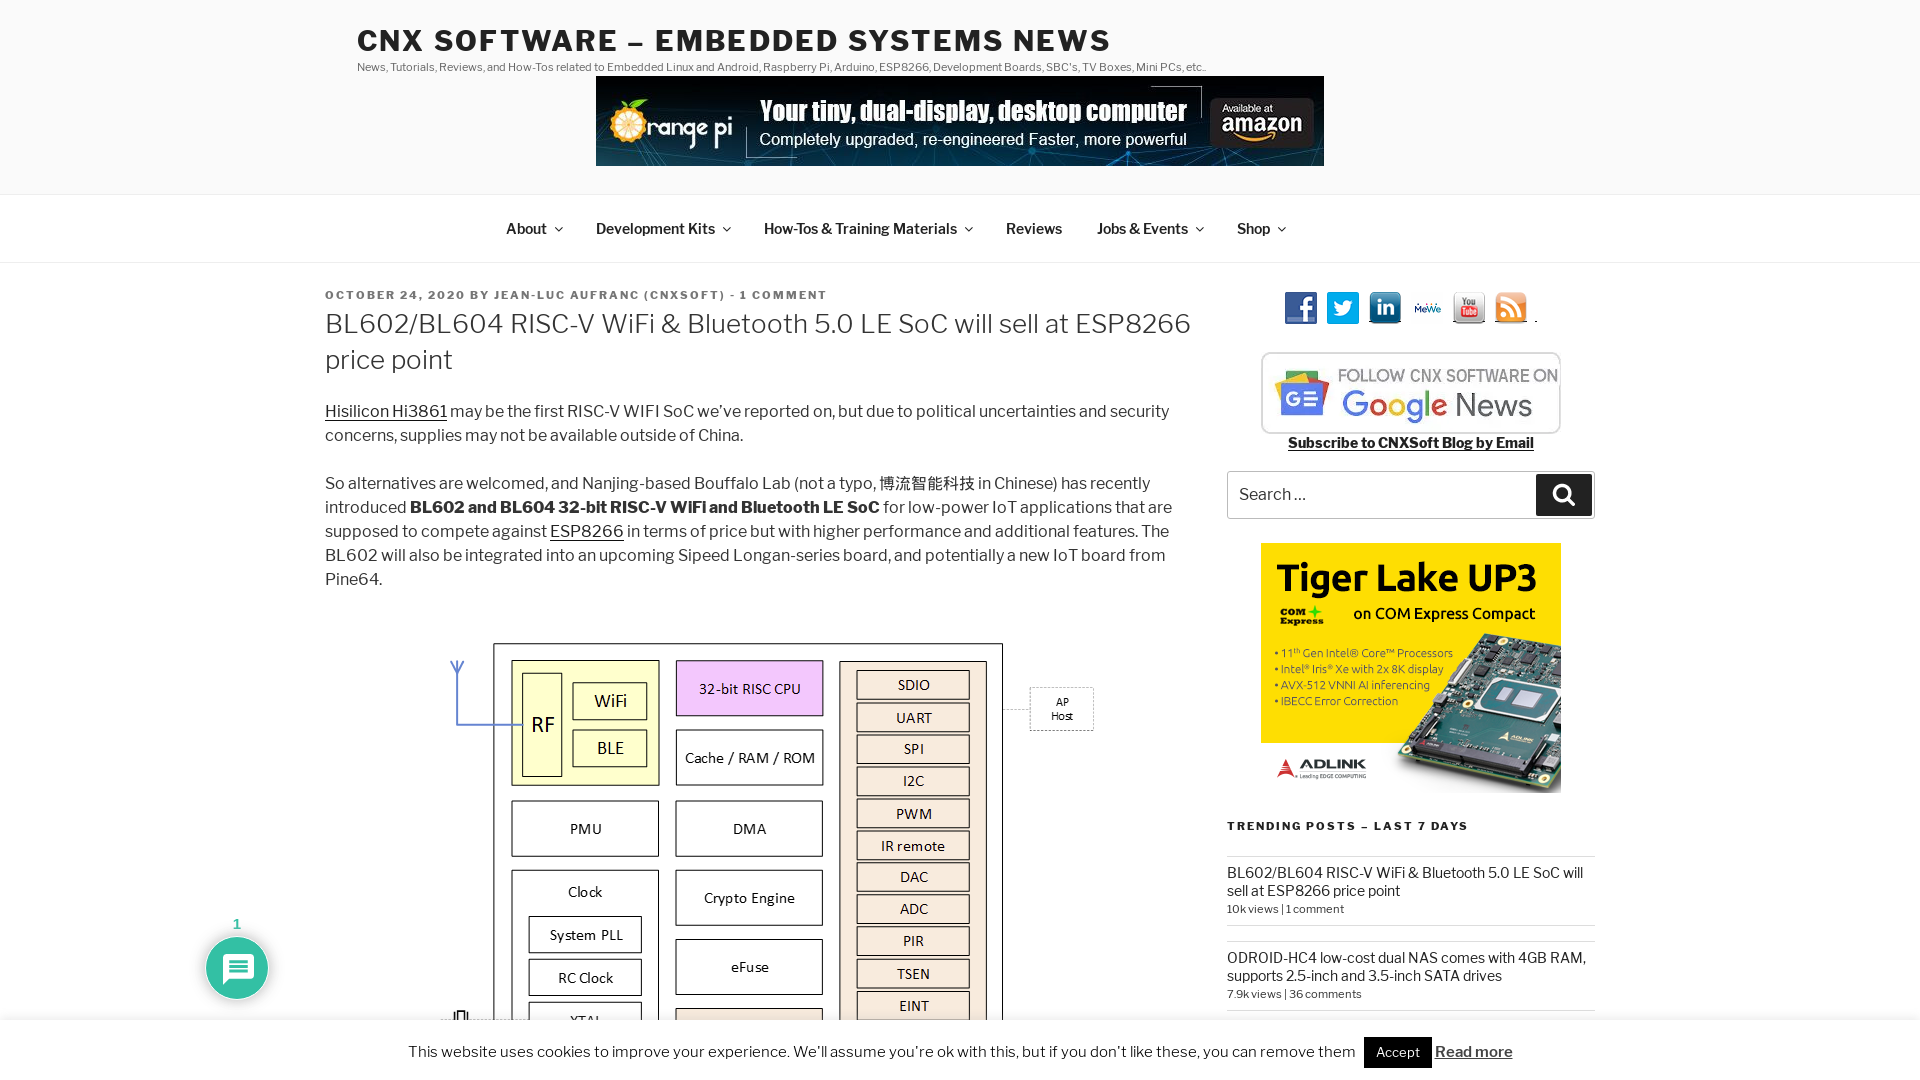 CNX SOFTWARE – EMBEDDED SYSTEMS NEWS
News, Tutorials, Reviews, and How-Tos related to Embedded Linux and Android, Raspberry Pi, Arduino, ESP8266, Development Boards, SBC's, TV Boxes, Mini PCs, etc..
Orange pi
Your tiny, dual-display, desktop computer
Completely upgraded, re-engineered Faster, more powerful
Available at
amazon
About
Development Kits
How-Tos & Training Materials
Reviews
Jobs & Events
Shop
OCTOBER 24, 2020 BY JEAN-LUC AUFRANC (CNXSOFT) - 1 COMMENT
BL602/BL604 RISC-V WiFi & Bluetooth 5.0 LE SoC will sell at ESP8266
price point
Hisilicon Hi3861 may be the first RISC-V WIFI SoC we've reported on, but due to political uncertainties and security
concerns, supplies may not be available outside of China.
So alternatives are welcomed, and Nanjing-based Bouffalo Lab (not a typo, 博流智能科技 in Chinese) has recently
introduced BL602 and BL604 32-bit RISC-V WiFi and Bluetooth LE SoC for low-power IoT applications that are
supposed to compete against ESP8266 in terms of price but with higher performance and additional features. The
BL602 will also be integrated into an upcoming Sipeed Longan-series board, and potentially a new IoT board from
Pine64.
RF
WiFi
BLE
32-bit RISC CPU
Cache / RAM / ROM
PMU
DMA
Clock
System PLL
RC Clock
XTAL
Crypto Engine
eFuse
SDIO
UART
SPI
I2C
PWM
IR remote
DAC
ADC
PIR
TSEN
EINT
AP
Host
in
MeWe
You
Tube
GE
FOLLOW CNX SOFTWARE ON
Google News
Subscribe to CNXSoft Blog by Email
Search …
Tiger Lake UP3
COM
Express
on COM Express Compact
• 11th Gen Intel® Core™ Processors
• Intel® Iris® Xe with 2x 8K display
• AVX-512 VNNI AI inferencing
• IBECC Error Correction
ADLINK
Leading EDGE COMPUTING
ADLINK
TRENDING POSTS – LAST 7 DAYS
BL602/BL604 RISC-V WiFi & Bluetooth 5.0 LE SoC will
sell at ESP8266 price point
10k views | 1 comment
ODROID-HC4 low-cost dual NAS comes with 4GB RAM,
supports 2.5-inch and 3.5-inch SATA drives
7.9k views | 36 comments
1
This website uses cookies to improve your experience. We'll assume you're ok with this, but if you don't like these, you can remove them
Accept
Read more